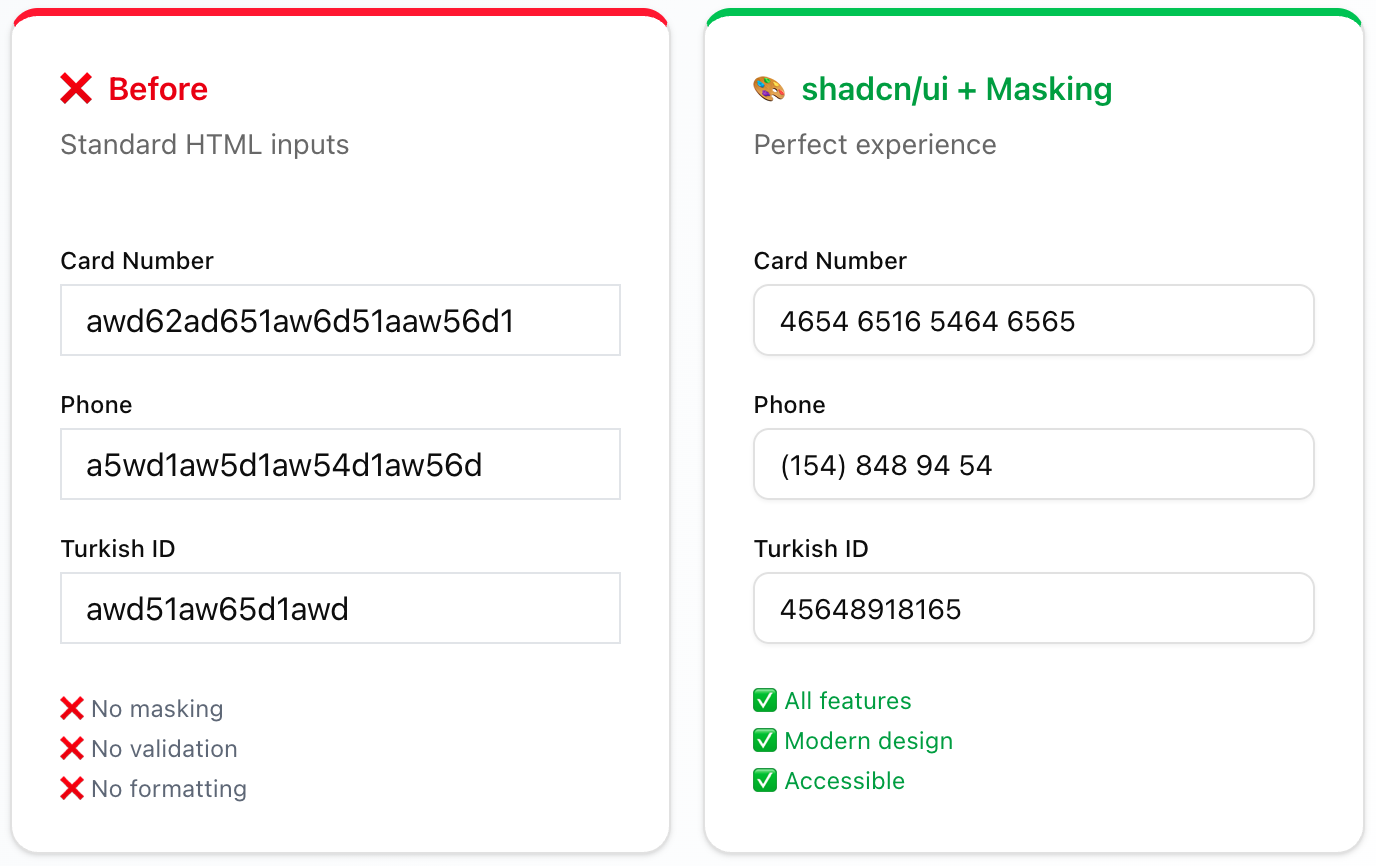 ❌ Before
Standard HTML inputs
Card Number
awd62ad651aw6d51aaw56d1
Phone
a5wd1aw5d1aw54d1aw56d
Turkish ID
awd51aw65d1awd
❌ No masking
❌ No validation
❌ No formatting
🎨 shadcn/ui + Masking
Perfect experience
Card Number
4654 6516 5464 6565
Phone
(154) 848 94 54
Turkish ID
45648918165
✅ All features
✅ Modern design
✅ Accessible